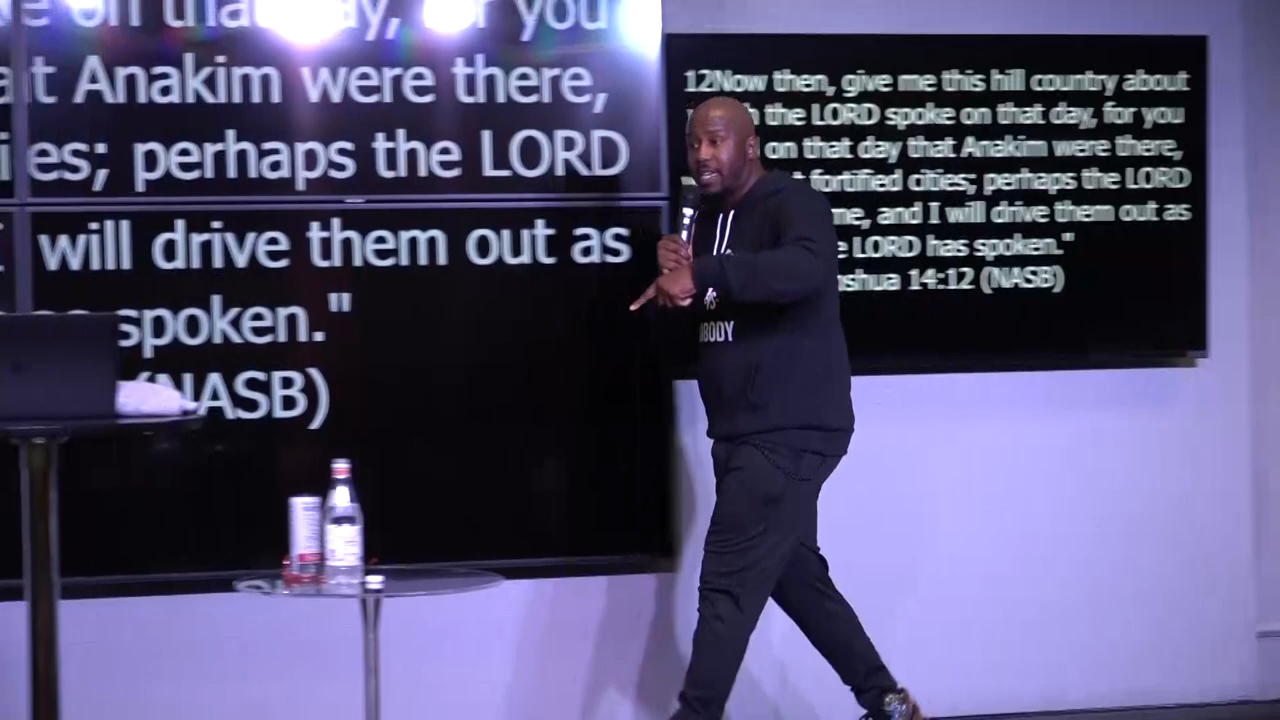 e on that day, for you
at Anakim were there,
ies; perhaps the LORD
I will drive them out as
spoken."
(NASB)
12Now then, give me this hill country about
the LORD spoke on that day, for you
on that day that Anakim were there,
fortified cities; perhaps the LORD
me, and I will drive them out as
LORD has spoken."
shua 14:12 (NASB)
BODY